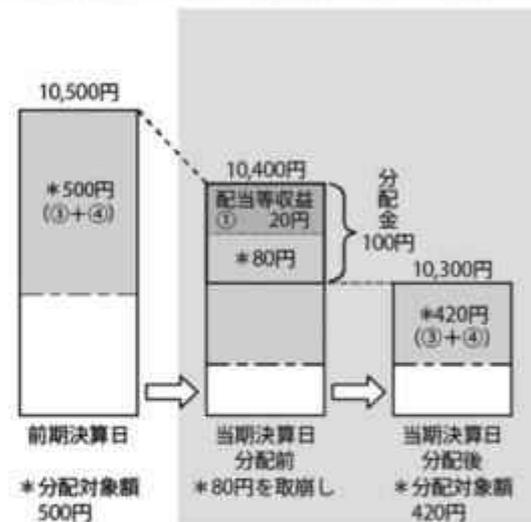 10,500円
*500円
(③+④)
前期決算日
*分配対象額
500円
10,400円
配当等収益
① 20円
*80円
分配金
100円
当期決算日
分配前
*80円を取崩し
10,300円
*420円
(③+④)
当期決算日
分配後
*分配対象額
420円